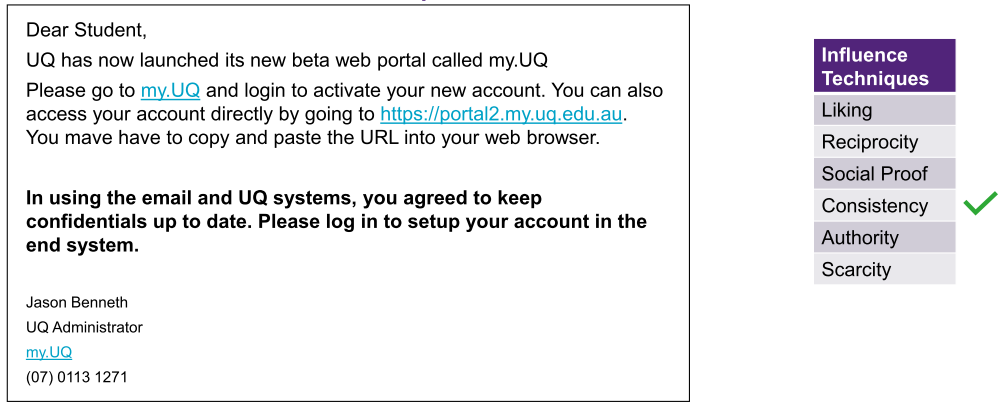 Dear Student,
UQ has now launched its new beta web portal called my.UQ
Please go to my.UQ and login to activate your new account. You can also
access your account directly by going to https://portal2.my.uq.edu.au.
You mave have to copy and paste the URL into your web browser.
In using the email and UQ systems, you agreed to keep
confidentials up to date. Please log in to setup your account in the
end system.
Jason Benneth
UQ Administrator
my.UQ
(07) 0113 1271
Influence
Techniques
Liking
Reciprocity
Social Proof
Consistency
Authority
Scarcity